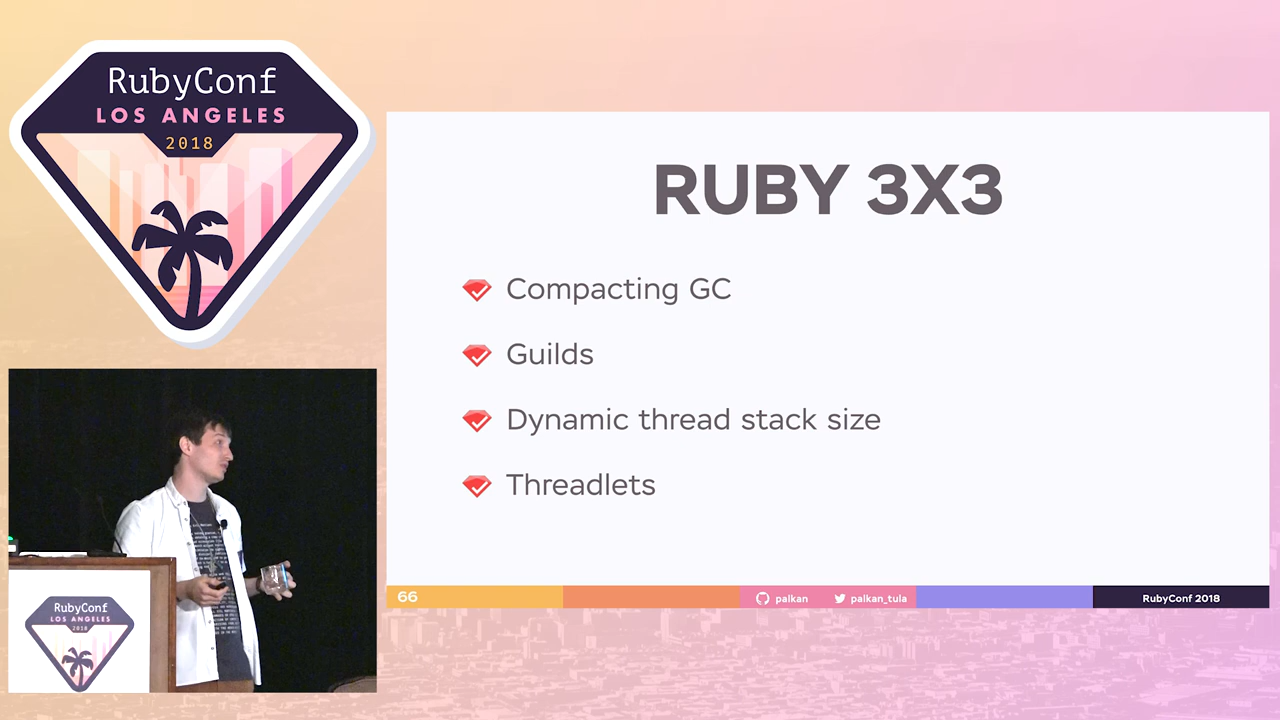 RubyConf
LOS ANGELES
2018
RUBY 3X3
Compacting GC
Guilds
Dynamic thread stack size
Threadlets
66
palkan
palkan_tula
RubyConf 2018
RubyConf
LOS ANGELES
2018